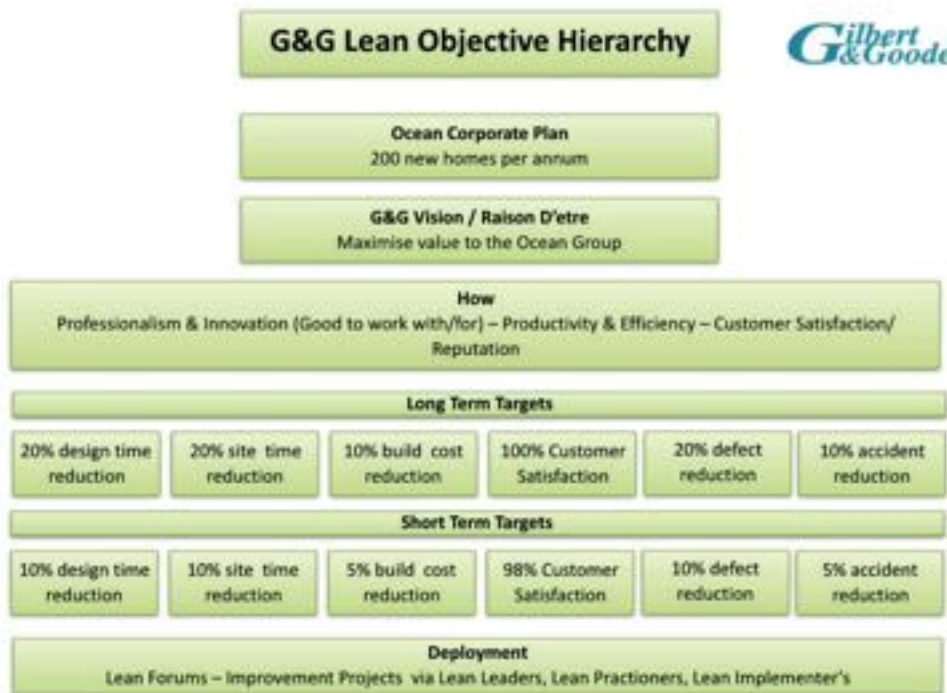 G&G Lean Objective Hierarchy
Gilbert
&Goode
Ocean Corporate Plan
200 new homes per annum
G&G Vision / Raison D'etre
Maximise value to the Ocean Group
How
Professionalism & Innovation (Good to work with/for) – Productivity & Efficiency – Customer Satisfaction/
Reputation
Long Term Targets
20% design time
reduction
20% site time
reduction
10% build cost
reduction
100% Customer
Satisfaction
20% defect
reduction
10% accident
reduction
Short Term Targets
10% design time
reduction
10% site time
reduction
5% build cost
reduction
98% Customer
Satisfaction
10% defect
reduction
5% accident
reduction
Deployment
Lean Forums – Improvement Projects via Lean Leaders, Lean Practioners, Lean Implementer's